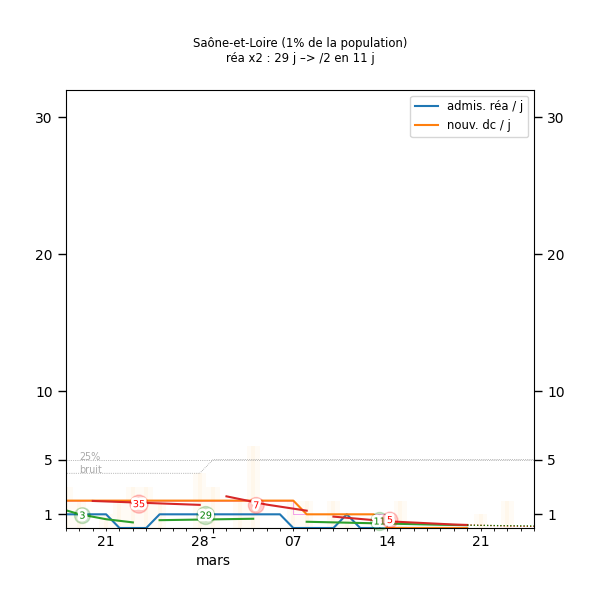 Saône-et-Loire (1% de la population)
réa x2 : 29 j –> /2 en 11 j
admis. réa / j
nouv. dc / j
30 30
20 20
10 10
5 5
1 1
25%
bruit
3 35 29 7 11 5
21 28 07 14 21
mars